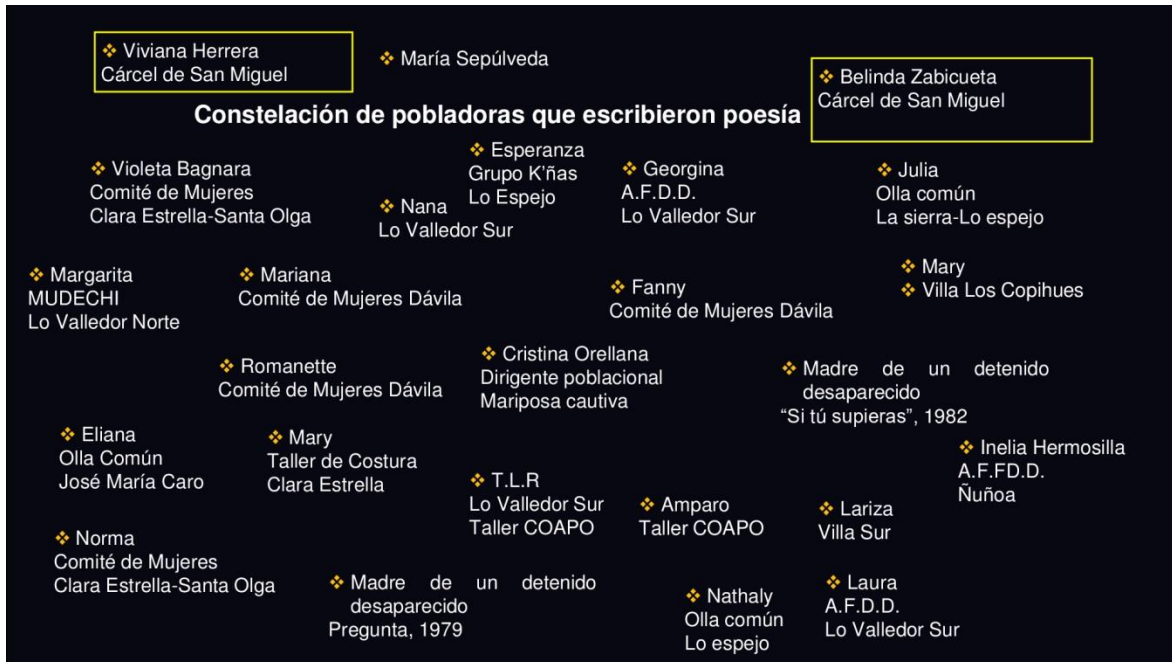 ❖ Viviana Herrera
Cárcel de San Miguel
❖ María Sepúlveda
❖ Belinda Zabicueta
Cárcel de San Miguel
Constelación de pobladoras que escribieron poesía
❖ Violeta Bagnara
Comité de Mujeres
Clara Estrella-Santa Olga
❖ Nana
Lo Valledor Sur
❖ Esperanza
Grupo K’ñas
Lo Espejo
❖ Georgina
A.F.D.D.
Lo Valledor Sur
❖ Julia
Olla común
La sierra-Lo espejo
❖ Margarita
MUDECHI
Lo Valledor Norte
❖ Mariana
Comité de Mujeres Dávila
❖ Fanny
Comité de Mujeres Dávila
❖ Mary
❖ Villa Los Copihues
❖ Romanette
Comité de Mujeres Dávila
❖ Cristina Orellana
Dirigente poblacional
Mariposa cautiva
❖ Madre de un detenido
desaparecido
“Si tú supieras”, 1982
❖ Eliana
Olla Común
José María Caro
❖ Mary
Taller de Costura
Clara Estrella
❖ T.L.R
Lo Valledor Sur
Taller COAPO
❖ Amparo
Taller COAPO
❖ Lariza
Villa Sur
❖ Inelia Hermosilla
A.F.FD.D.
Ñuñoa
❖ Norma
Comité de Mujeres
Clara Estrella-Santa Olga
❖ Madre de un detenido
desaparecido
Pregunta, 1979
❖ Nathaly
Olla común
Lo espejo
❖ Laura
A.F.D.D.
Lo Valledor Sur